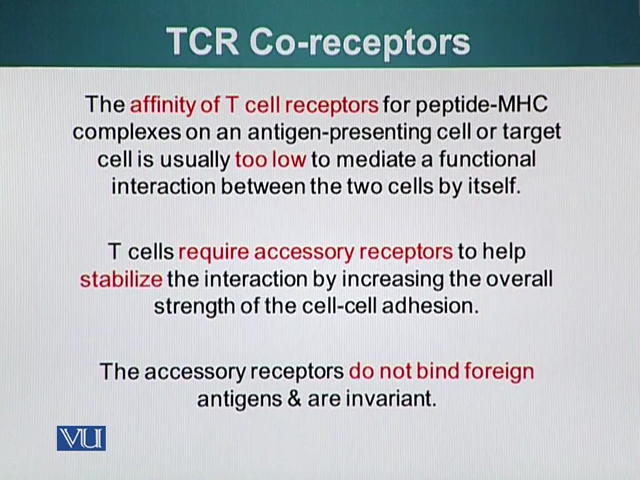 TCR Co-receptors
The affinity of T cell receptors for peptide-MHC
complexes on an antigen-presenting cell or target
cell is usually too low to mediate a functional
interaction between the two cells by itself.
T cells require accessory receptors to help
stabilize the interaction by increasing the overall
strength of the cell-cell adhesion.
The accessory receptors do not bind foreign
antigens & are invariant.
VU